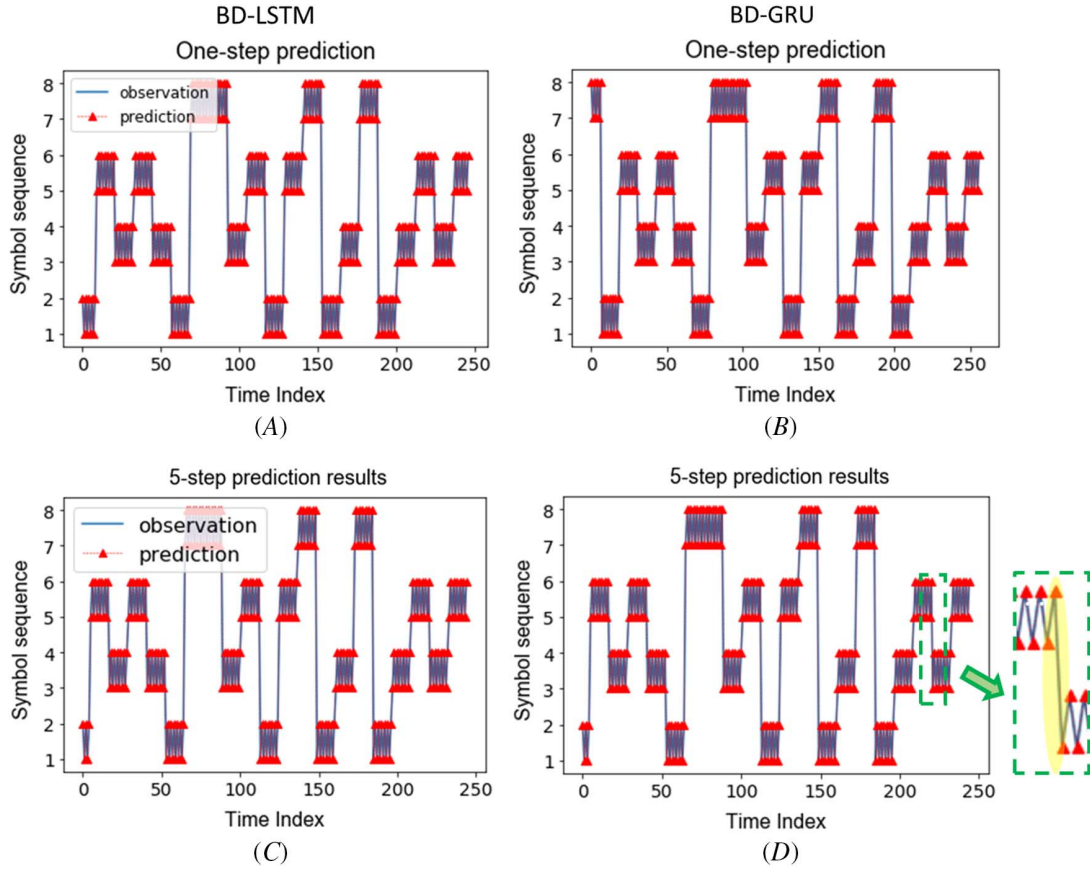 BD-LSTM
BD-GRU
One-step prediction
observation
prediction
8
7
6
5
4
3
2
1
Symbol sequence
0
50
100
150
200
250
Time Index
(A)
One-step prediction
8
7
6
5
4
3
2
1
Symbol sequence
0
50
100
150
200
250
Time Index
(B)
5-step prediction results
observation
prediction
8
7
6
5
4
3
2
1
Symbol sequence
0
50
100
150
200
250
Time Index
(C)
5-step prediction results
8
7
6
5
4
3
2
1
Symbol sequence
0
50
100
150
200
250
Time Index
(D)